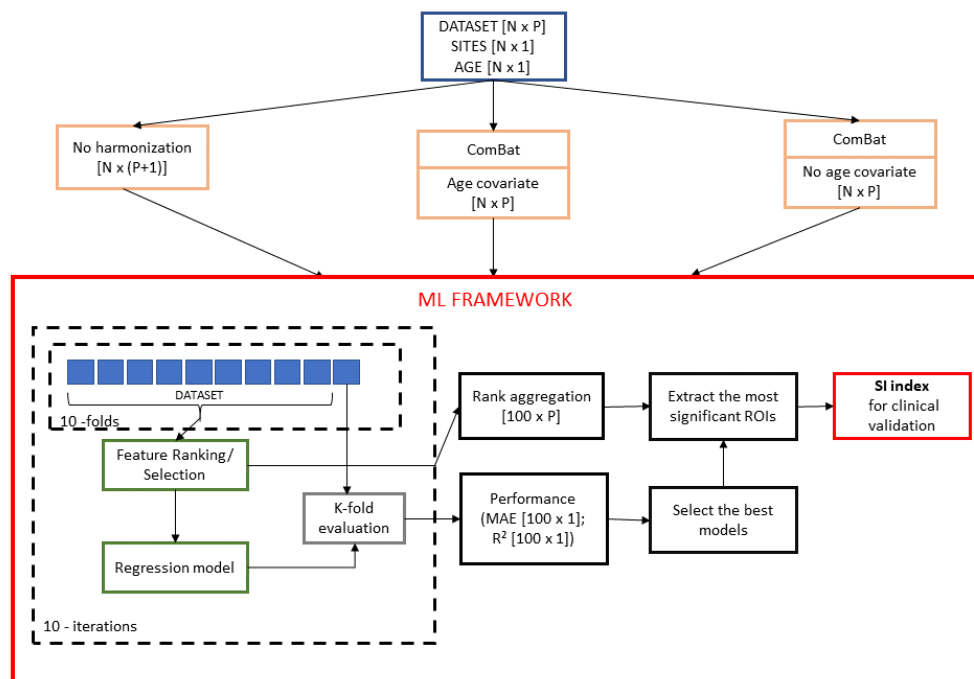 DATASET [N x P]
SITES [N x 1]
AGE [N x 1]
No harmonization
[N x (P+1)]
ComBat
Age covariate
[N x P]
ComBat
No age covariate
[N x P]
ML FRAMEWORK
DATASET
10 -folds
Feature Ranking/
Selection
K-fold
evaluation
Regression model
10 - iterations
Rank aggregation
[100 x P]
Extract the most
significant ROIs
SI index
for clinical
validation
Performance
(MAE [100 x 1];
R² [100 x 1])
Select the best
models